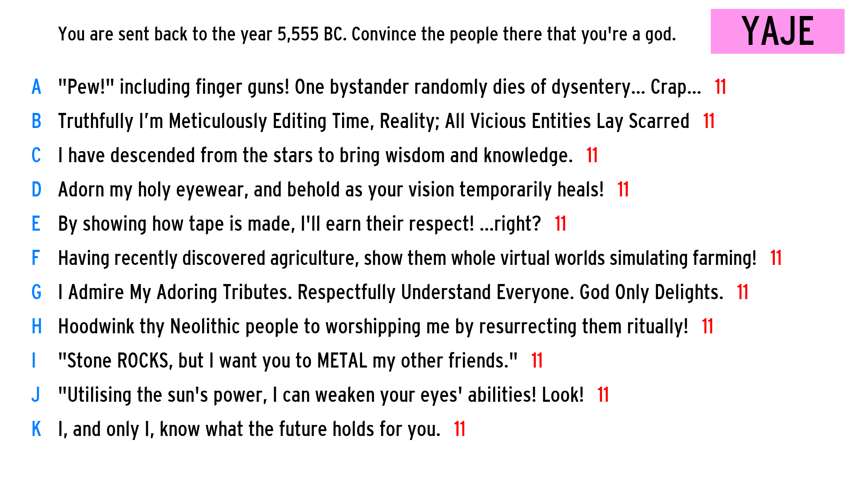 You are sent back to the year 5,555 BC. Convince the people there that you're a god.
YAJE
A "Pew!" including finger guns! One bystander randomly dies of dysentery... Crap... 11
B Truthfully I'm Meticulously Editing Time, Reality; All Vicious Entities Lay Scarred 11
C I have descended from the stars to bring wisdom and knowledge. 11
D Adorn my holy eyewear, and behold as your vision temporarily heals! 11
E By showing how tape is made, I'll earn their respect! ...right? 11
F Having recently discovered agriculture, show them whole virtual worlds simulating farming! 11
G I Admire My Adoring Tributes. Respectfully Understand Everyone. God Only Delights. 11
H Hoodwink thy Neolithic people to worshipping me by resurrecting them ritually! 11
I "Stone ROCKS, but I want you to METAL my other friends." 11
J "Utilising the sun's power, I can weaken your eyes' abilities! Look! 11
K I, and only I, know what the future holds for you. 11